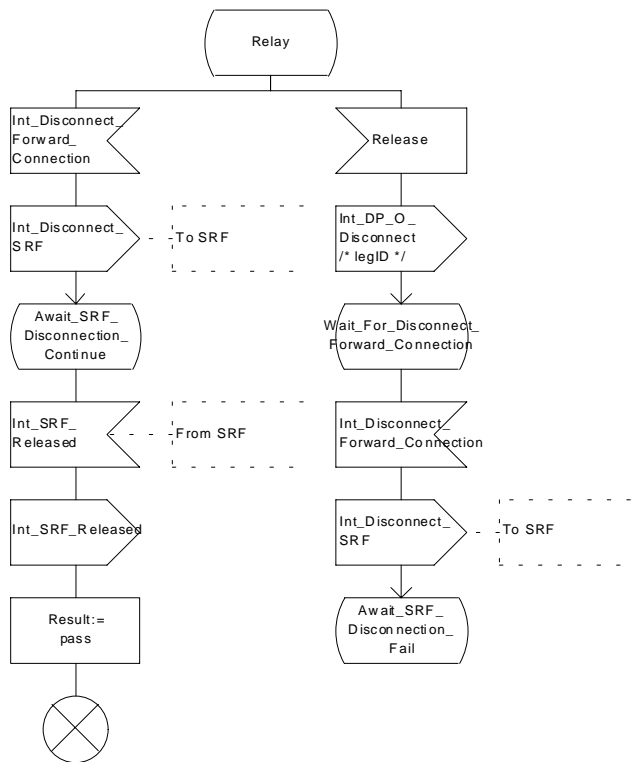 Relay
Int_Disconnect_
Forward_
Connection
Int_Disconnect_
SRF
To SRF
Await_SRF_
Disconnection_
Continue
Int_SRF_
Released
From SRF
Int_SRF_Released
Result:=
pass
Release
Int_DP_O_
Disconnect
/* legID */
Wait_For_Disconnect_
Forward_Connection
Int_Disconnect_
Forward_Connection
Int_Disconnect_
SRF
To SRF
Await_SRF_
Disconnection_
Fail